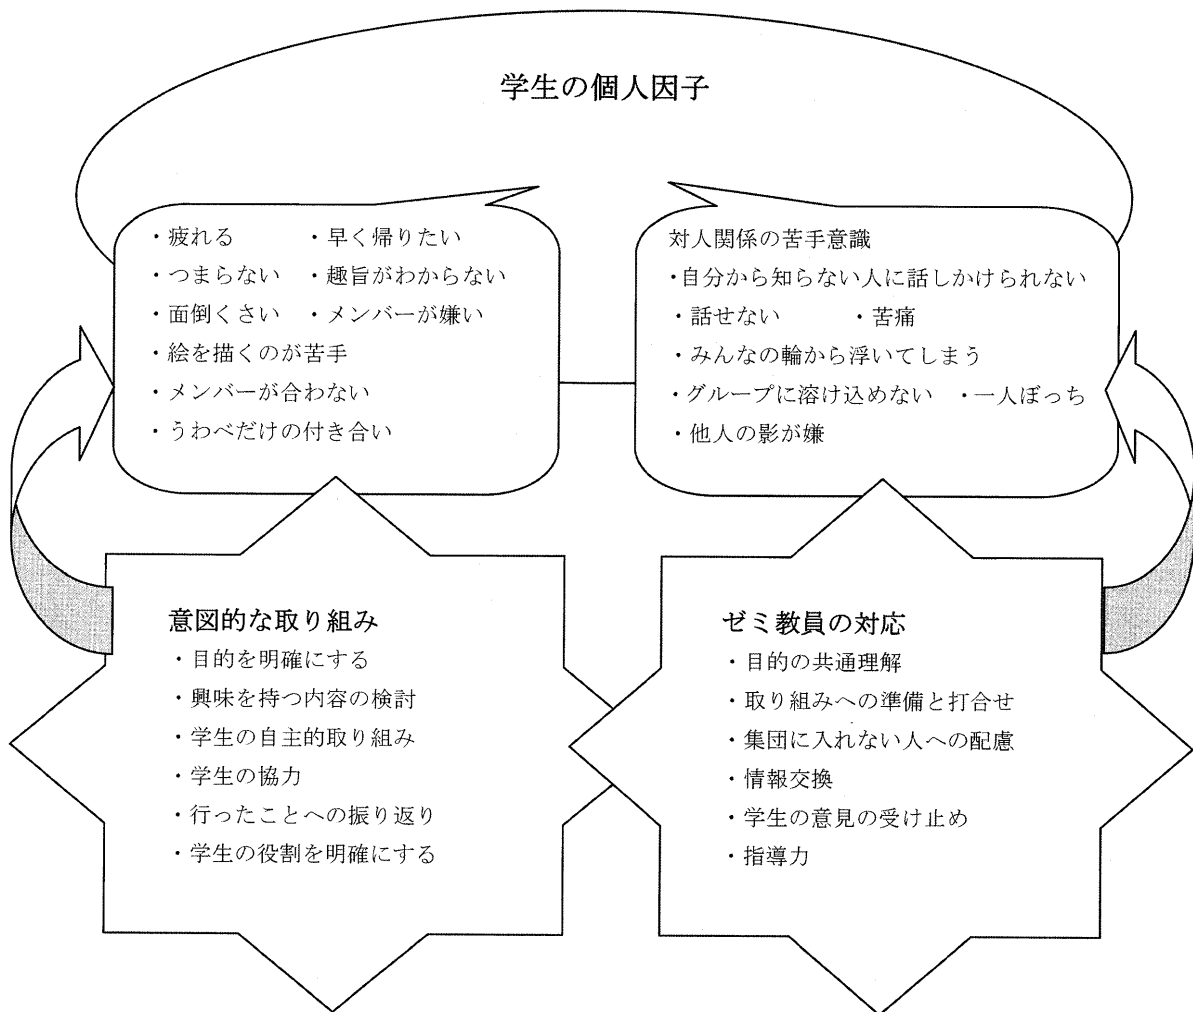 学生の個人因子
・疲れる ・早く帰りたい
・つまらない ・趣旨がわからない
・面倒くさい ・メンバーが嫌い
・絵を描くのが苦手
・メンバーが合わない
・うわべだけの付き合い
対人関係の苦手意識
・自分から知らない人に話しかけられない
・話せない ・苦痛
・みんなの輪から浮いてしまう
・グループに溶け込めない ・一人ぼっち
・他人の影が嫌
意図的な取り組み
・目的を明確にする
・興味を持つ内容の検討
・学生の自主的取り組み
・学生の協力
・行ったことへの振り返り
・学生の役割を明確にする
ゼミ教員の対応
・目的の共通理解
・取り組みへの準備と打合せ
・集団に入れない人への配慮
・情報交換
・学生の意見の受け止め
・指導力